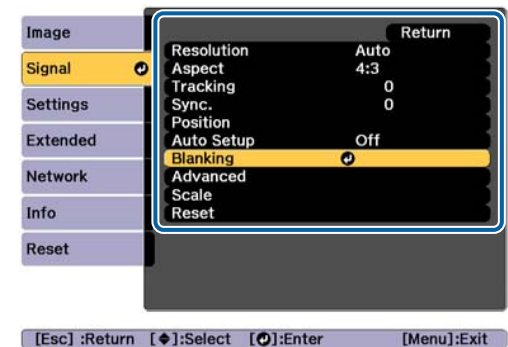 Image
Signal
Settings
Extended
Network
Info
Reset
Return
Resolution Auto
Aspect 4:3
Tracking 0
Sync. 0
Position
Auto Setup Off
Blanking
Advanced
Scale
Reset
[Esc] :Return [◆]:Select [⏎]:Enter [Menu]:Exit